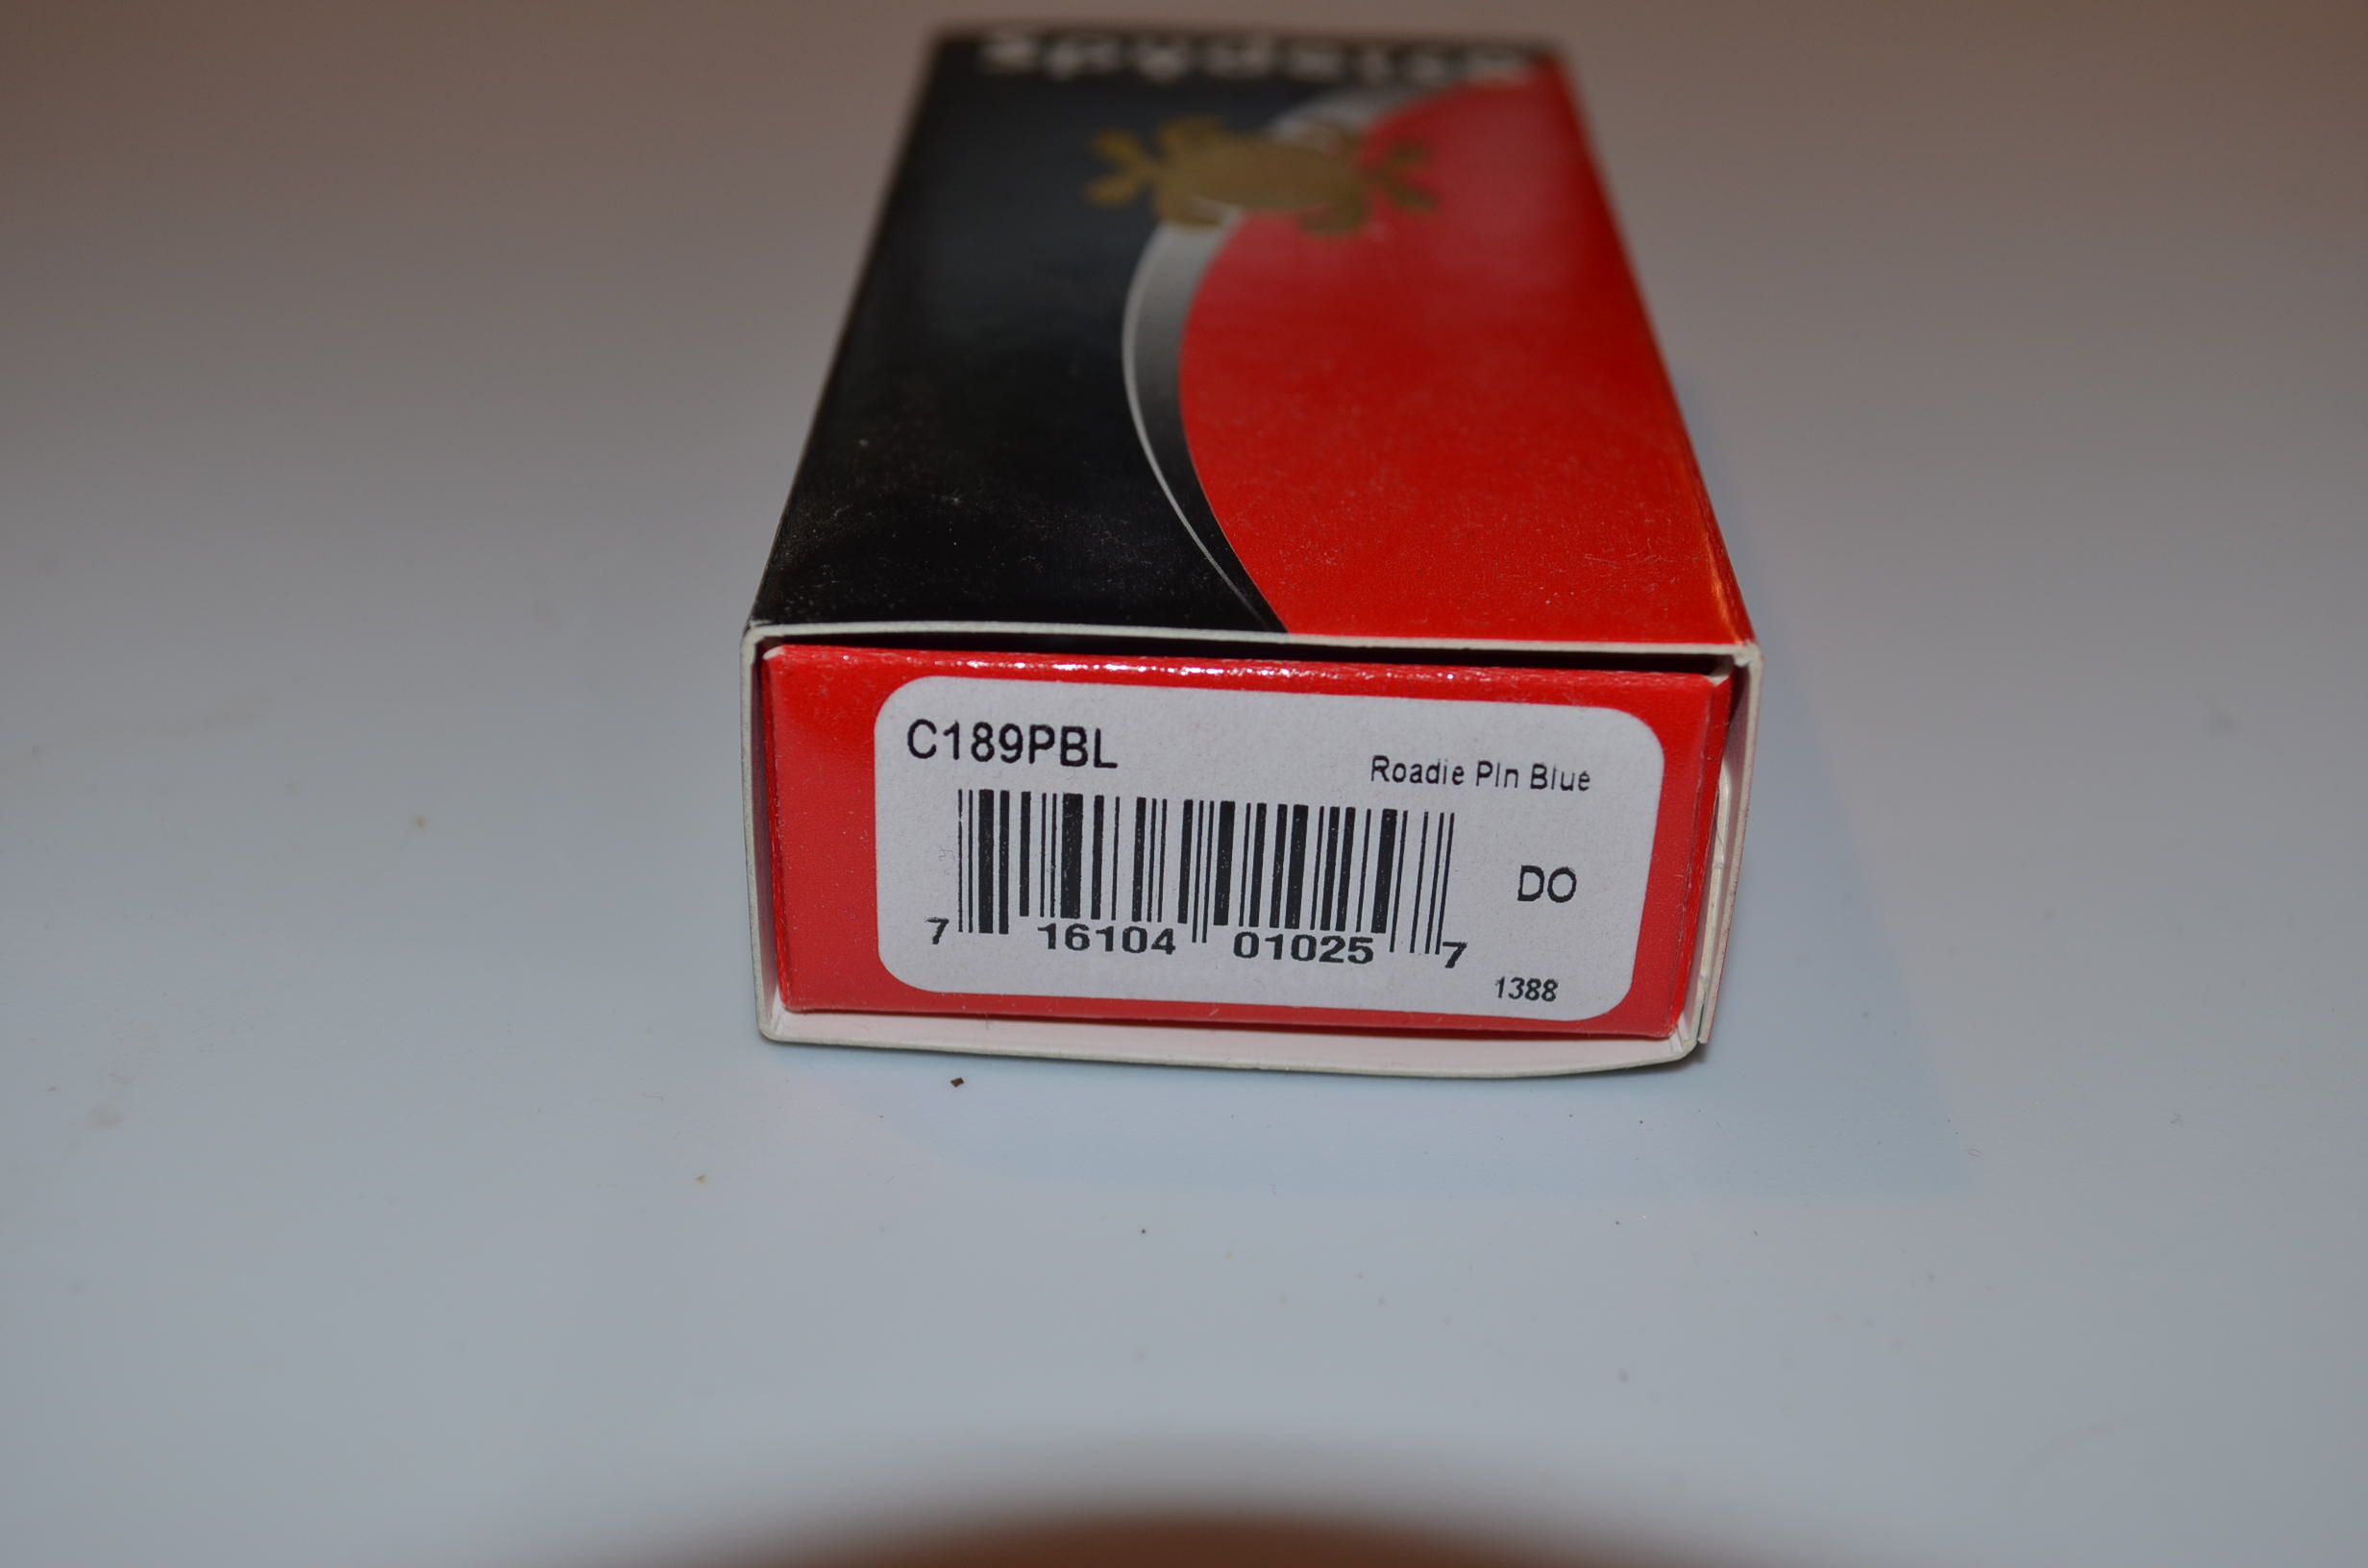 C189PBL
Roadie Pin Blue
DO
7 16104 01025 7
1388